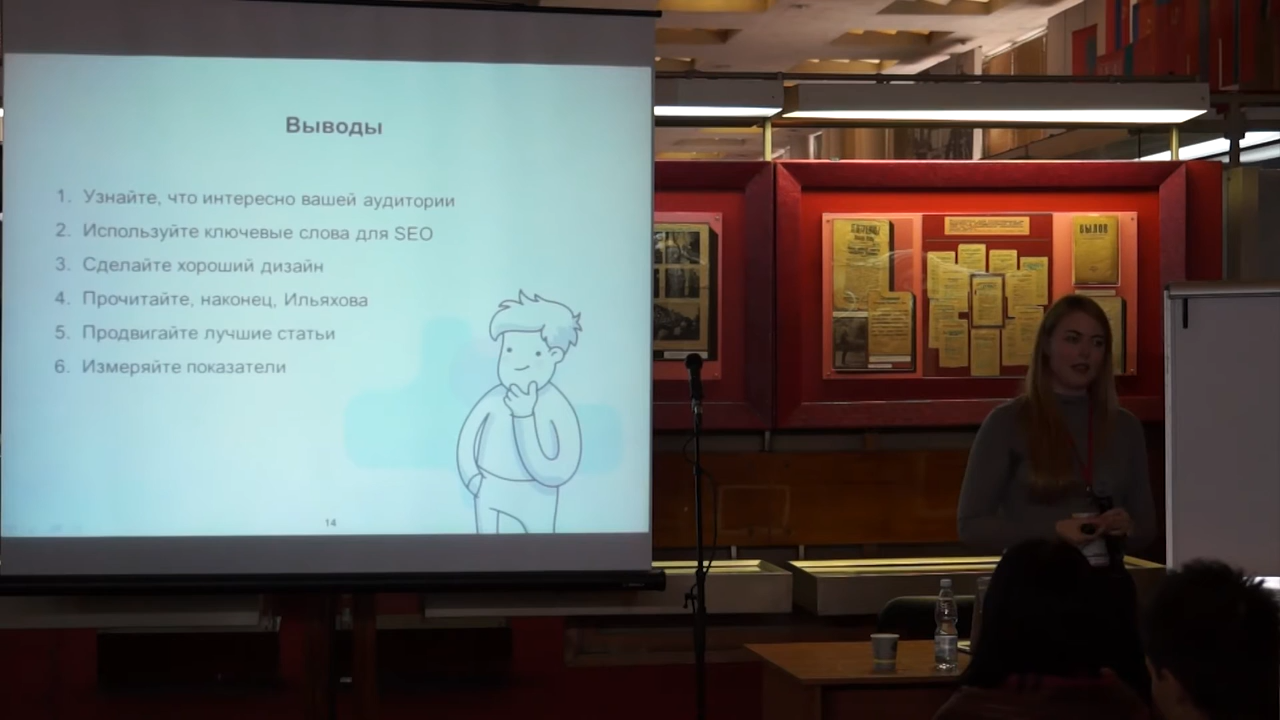 Выводы
1. Узнайте, что интересно вашей аудитории
2. Используйте ключевые слова для SEO
3. Сделайте хороший дизайн
4. Прочитайте, наконец, Ильяхова
5. Продвигайте лучшие статьи
6. Измеряйте показатели
14
БЫЛОЕ